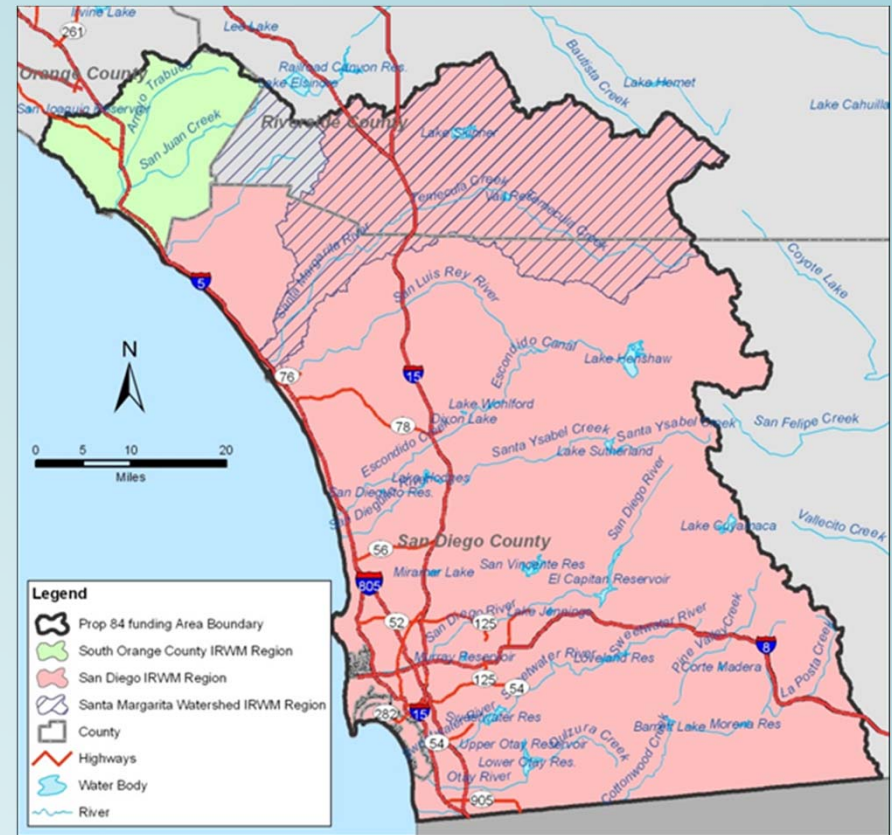 Irvine Lake
261
Lee Lake
Orange County
Arroyo Trabuco
Railroad Canyon Res.
Lake Elsinore
Bautista Creek
Lake Hemet
Lake Cahuilla
San Joaquin Reservoir
San Juan Creek
Riverside County
Lake Skinner
Temecula Creek
Vail Res
Temecula Creek
Santa Margarita River
Coyote Lake
5
San Luis Rey River
N
76
15
Escondido Canal
Lake Henshaw
Lake Wohlford
Dixon Lake
78
Escondido Creek
Santa Ysabel Creek
Santa Ysabel Creek
San Felipe Creek
Lake Sutherland
0 5 10 20
Miles
Lake Hodges
San Dieguito Res.
San Dieguito River
San Diego River
Lake Cuyamaca
Vallecito Creek
56
San Diego County
805
Miramar Lake
San Vincente Res
El Capitan Reservoir
52
San Diego River
125
Lake Jennings
Sweetwater River
Pine Valley Creek
8
La Posta Creek
Murray Reservoir
Sweetwater River
Loveland Res
Corte Madera
125
54
282
15
Sweetwater River
Sweetwater Res
Barrett Lake
Morena Res
54
Upper Otay Reservoir
Dulzura Creek
Lower Otay Res.
Cottonwood Creek
Otay River
905
Legend
Prop 84 funding Area Boundary
South Orange County IRWM Region
San Diego IRWM Region
Santa Margarita Watershed IRWM Region
County
Highways
Water Body
River